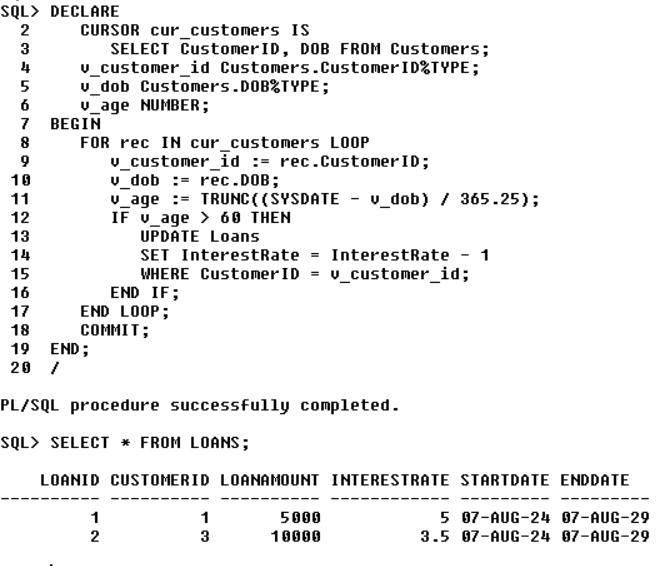 SQL> DECLARE
  2     CURSOR cur_customers IS
  3        SELECT CustomerID, DOB FROM Customers;
  4     v_customer_id Customers.CustomerID%TYPE;
  5     v_dob Customers.DOB%TYPE;
  6     v_age NUMBER;
  7  BEGIN
  8     FOR rec IN cur_customers LOOP
  9        v_customer_id := rec.CustomerID;
 10        v_dob := rec.DOB;
 11        v_age := TRUNC((SYSDATE - v_dob) / 365.25);
 12        IF v_age > 60 THEN
 13           UPDATE Loans
 14           SET InterestRate = InterestRate - 1
 15           WHERE CustomerID = v_customer_id;
 16        END IF;
 17     END LOOP;
 18     COMMIT;
 19  END;
 20  /
PL/SQL procedure successfully completed.
SQL> SELECT * FROM LOANS;
    LOANID CUSTOMERID LOANAMOUNT INTERESTRATE STARTDATE ENDDATE
---------- ---------- ---------- ------------ --------- ---------
         1          1       5000            5 07-AUG-24 07-AUG-29
         2          3      10000          3.5 07-AUG-24 07-AUG-29